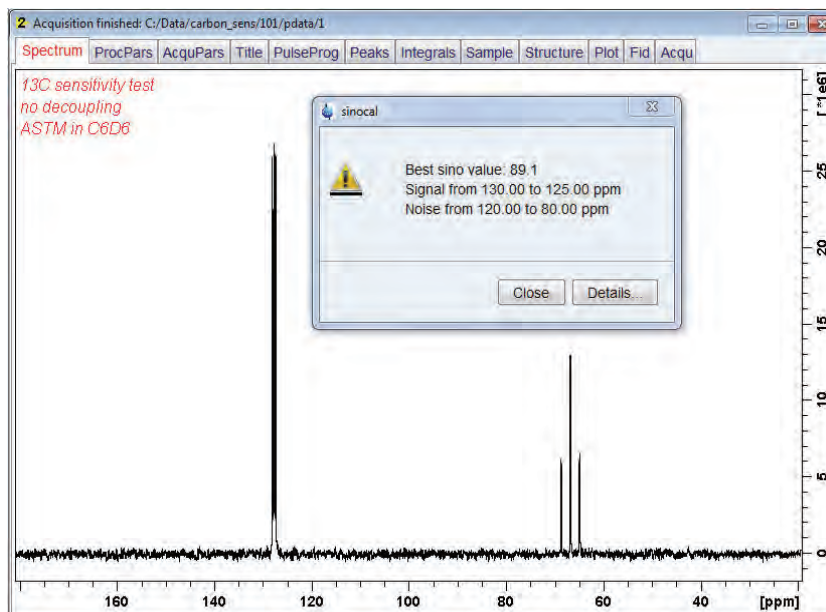 2 Acquisition finished: C:/Data/carbon_sens/101/pdata/1
Spectrum ProcPars AcquPars Title PulseProg Peaks Integrals Sample Structure Plot Fid Acqu
13C sensitivity test
no decoupling
ASTM in C6D6
sinocal
Best sino value: 89.1
Signal from 130.00 to 125.00 ppm
Noise from 120.00 to 80.00 ppm
Close Details...
[ *1e6]
25
20
15
10
5
0
160 140 120 100 80 60 40 [ppm]